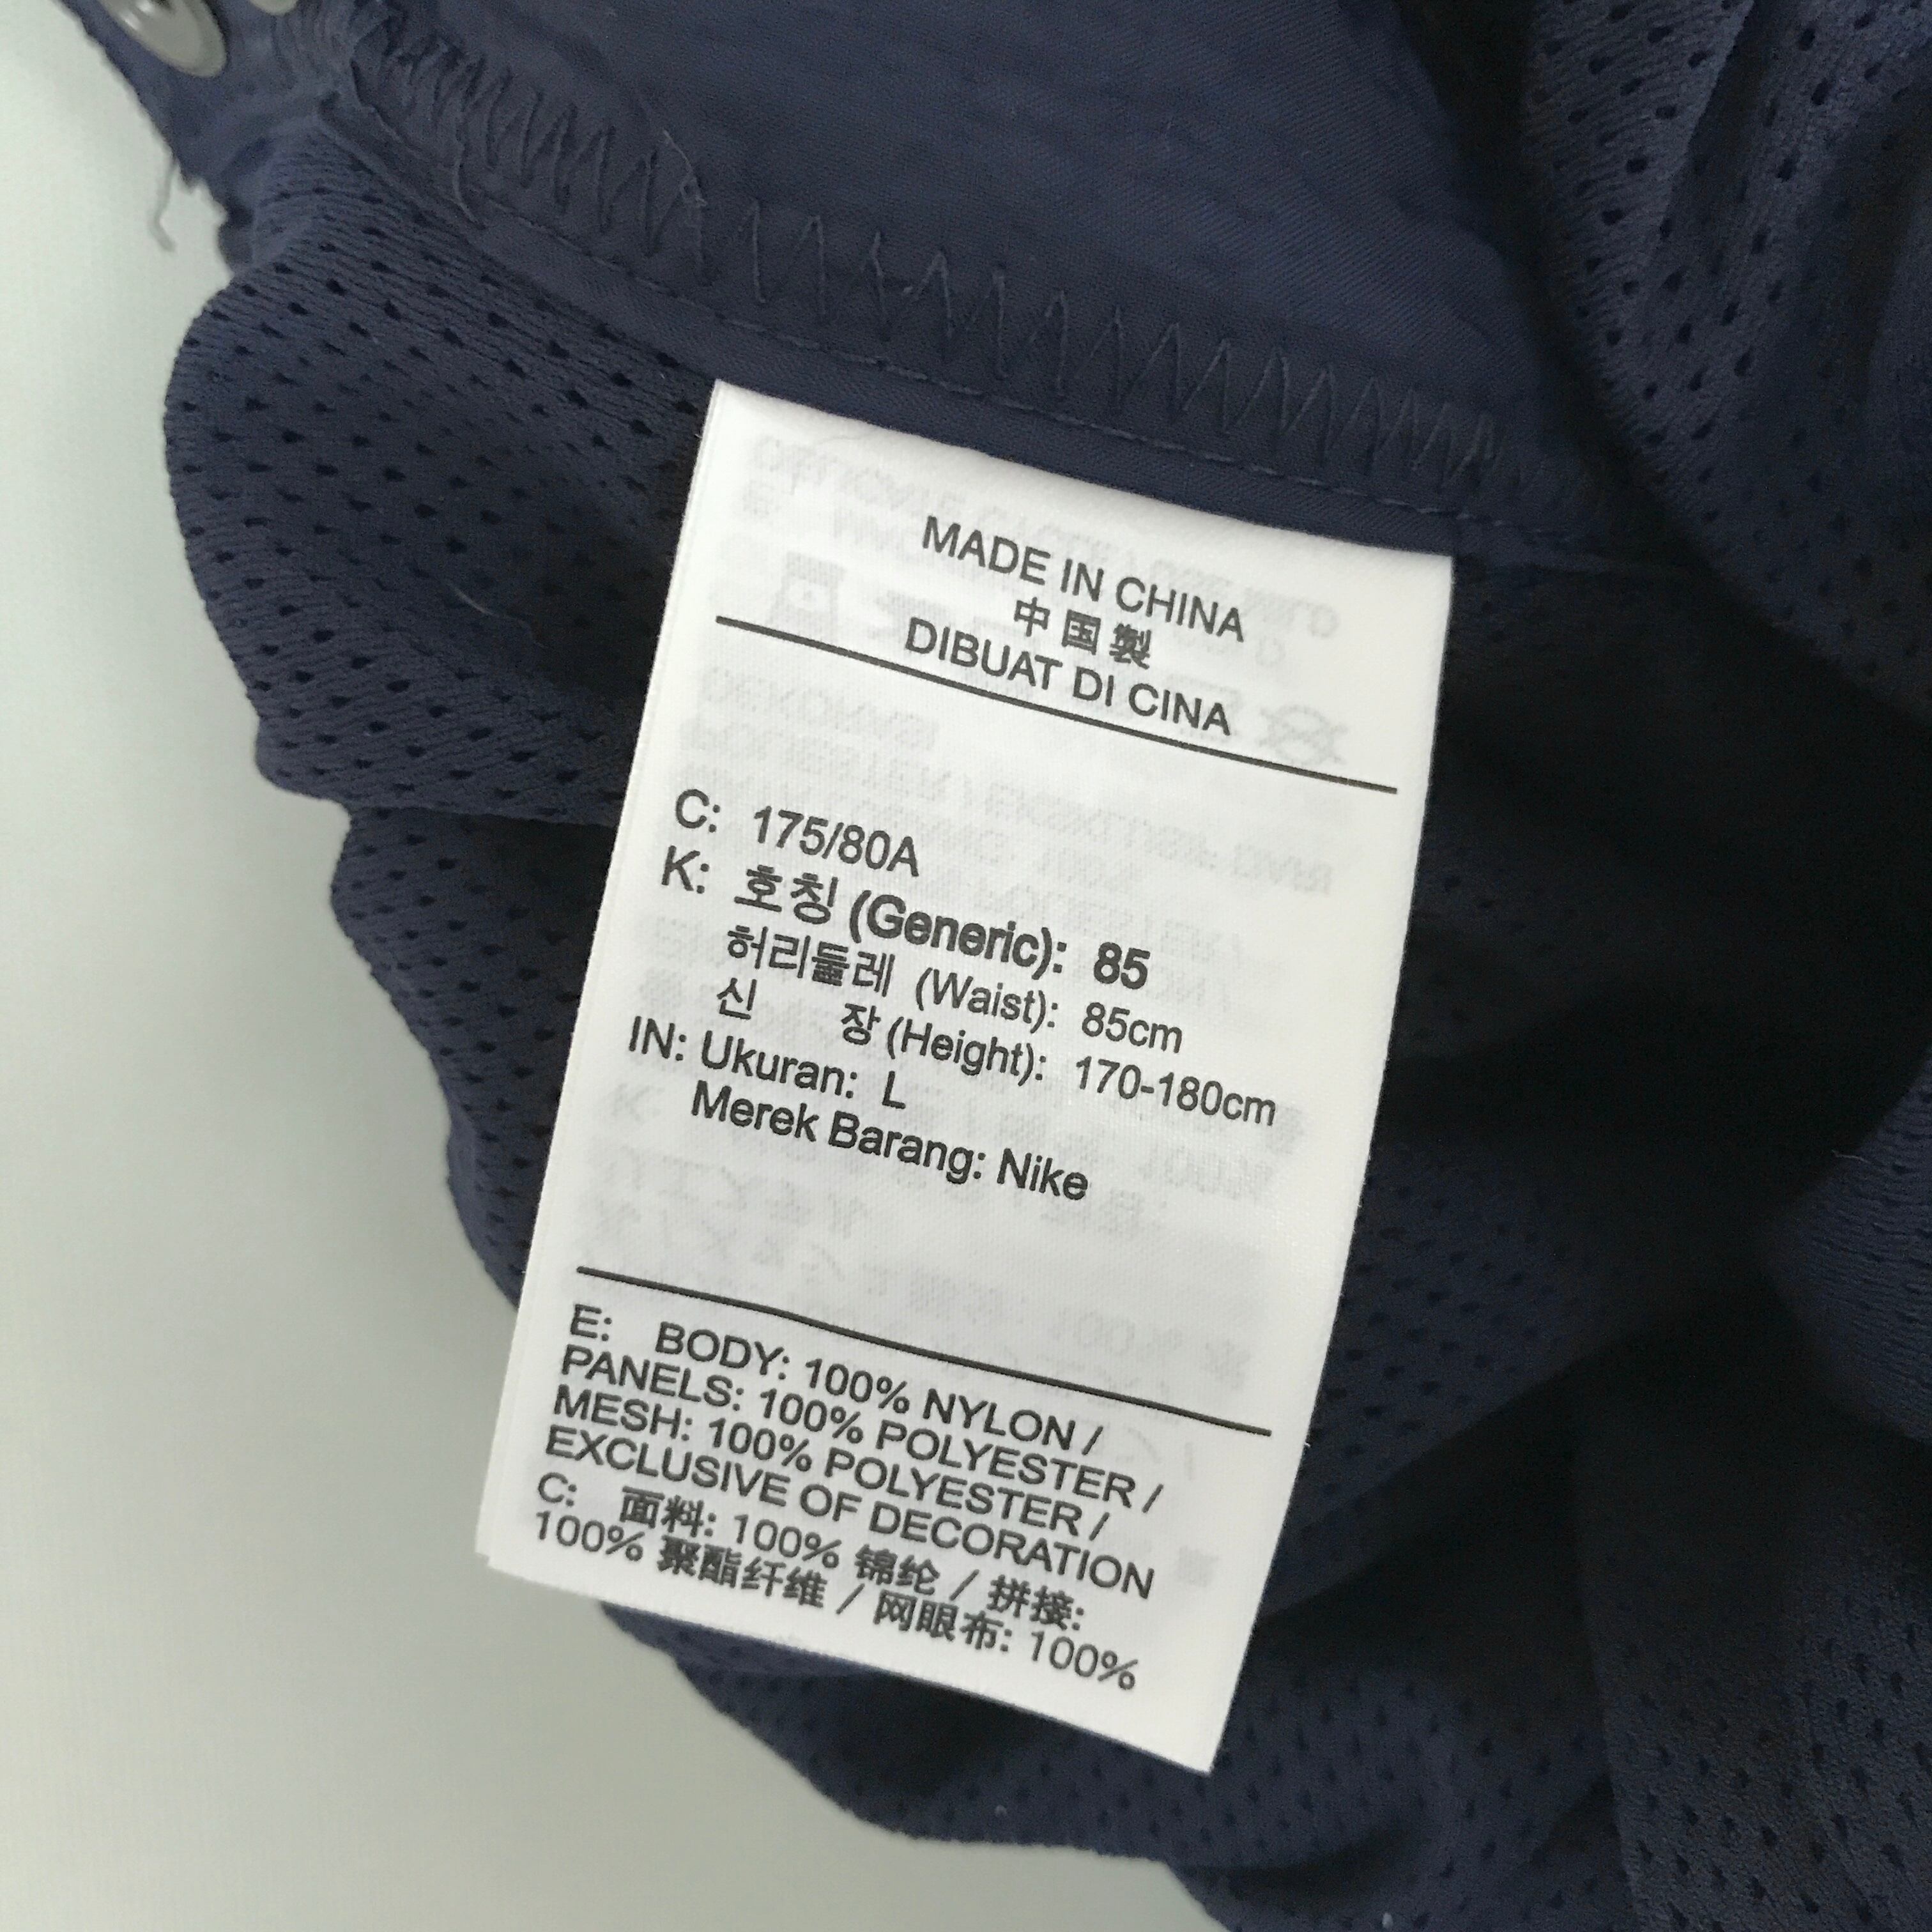 MADE IN CHINA
中国製
DIBUAT DI CINA
C: 175/80A
K: 호칭 (Generic): 85
허리둘레 (Waist): 85cm
신 장 (Height): 170-180cm
IN: Ukuran: L
Merek Barang: Nike
E: BODY: 100% NYLON /
PANELS: 100% POLYESTER /
MESH: 100% POLYESTER /
EXCLUSIVE OF DECORATION
C: 面料: 100% 锦纶 / 拼接:
100% 聚酯纤维 / 网眼布: 100%